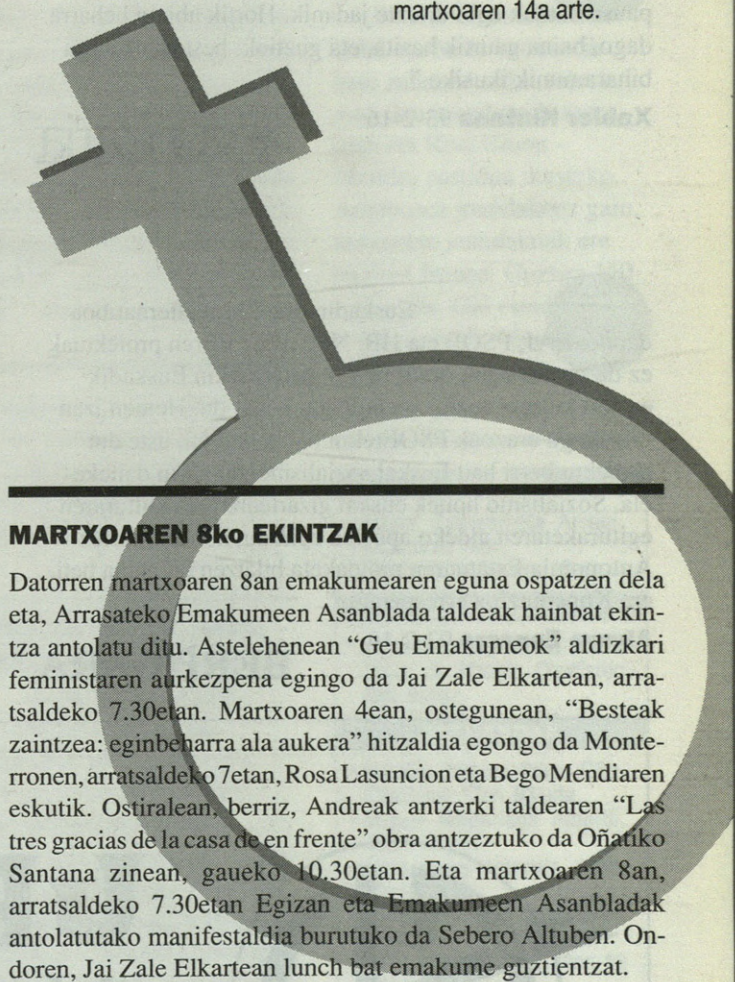 martxoaren 14a arte.
MARTXOAREN 8ko EKINTZAK
Datorren martxoaren 8an emakumearen eguna ospatzen dela
eta, Arrasateko Emakumeen Asanblada taldeak hainbat ekin-
tza antolatu ditu. Astelehenean “Geu Emakumeok” aldizkari
feministaren aurkezpena egingo da Jai Zale Elkartean, arra-
tsaldeko 7.30etan. Martxoaren 4ean, ostegunean, “Besteak
zaintzea: eginbeharra ala aukera” hitzaldia egongo da Monte-
rronen, arratsaldeko 7etan, Rosa Lasuncion eta Bego Mendiaren
eskutik. Ostiralean, berriz, Andreak antzerki taldearen “Las
tres gracias de la casa de en frente” obra antzeztuko da Oñatiko
Santana zinean, gaueko 10.30etan. Eta martxoaren 8an,
arratsaldeko 7.30etan Egizan eta Emakumeen Asanbladak
antolatutako manifestaldia burutuko da Sebero Altuben. On-
doren, Jai Zale Elkartean lunch bat emakume guztientzat.